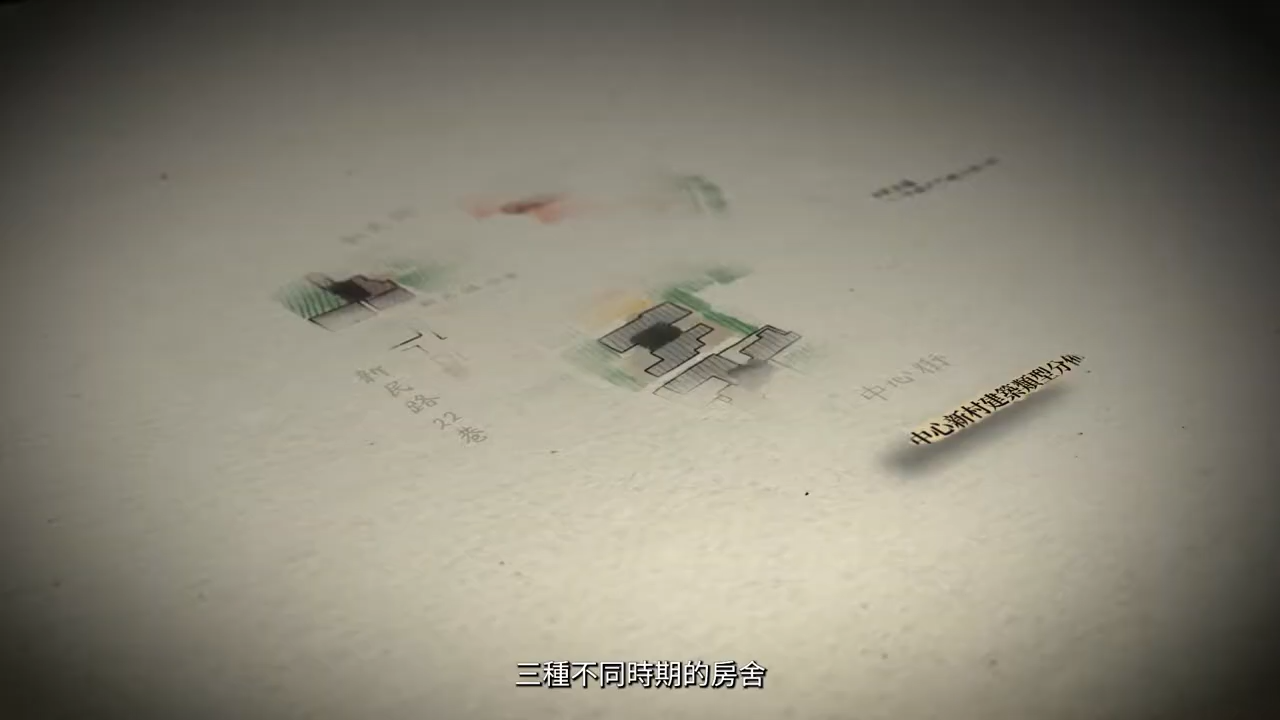 新民路22巷
中心街
中心新村建築類型分佈
三種不同時期的房舍